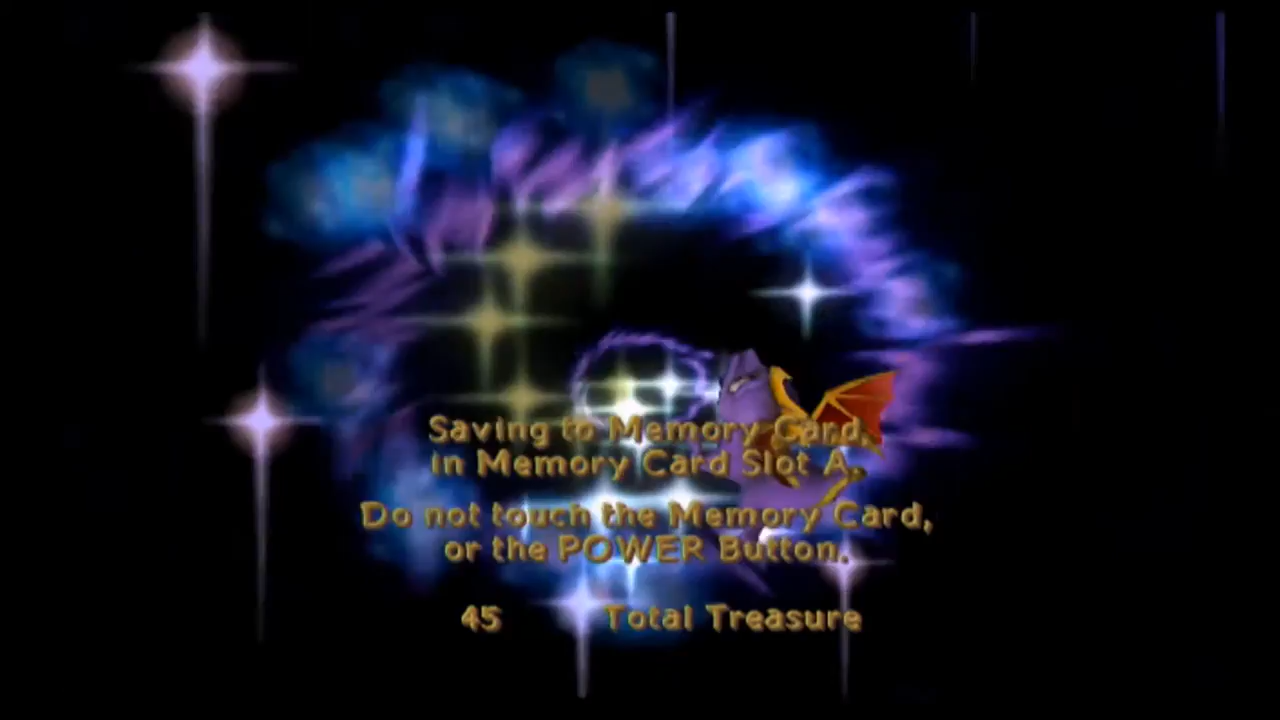 Saving to Memory Card,
in Memory Card Slot A.
Do not touch the Memory Card,
or the POWER Button.
45 Total Treasure